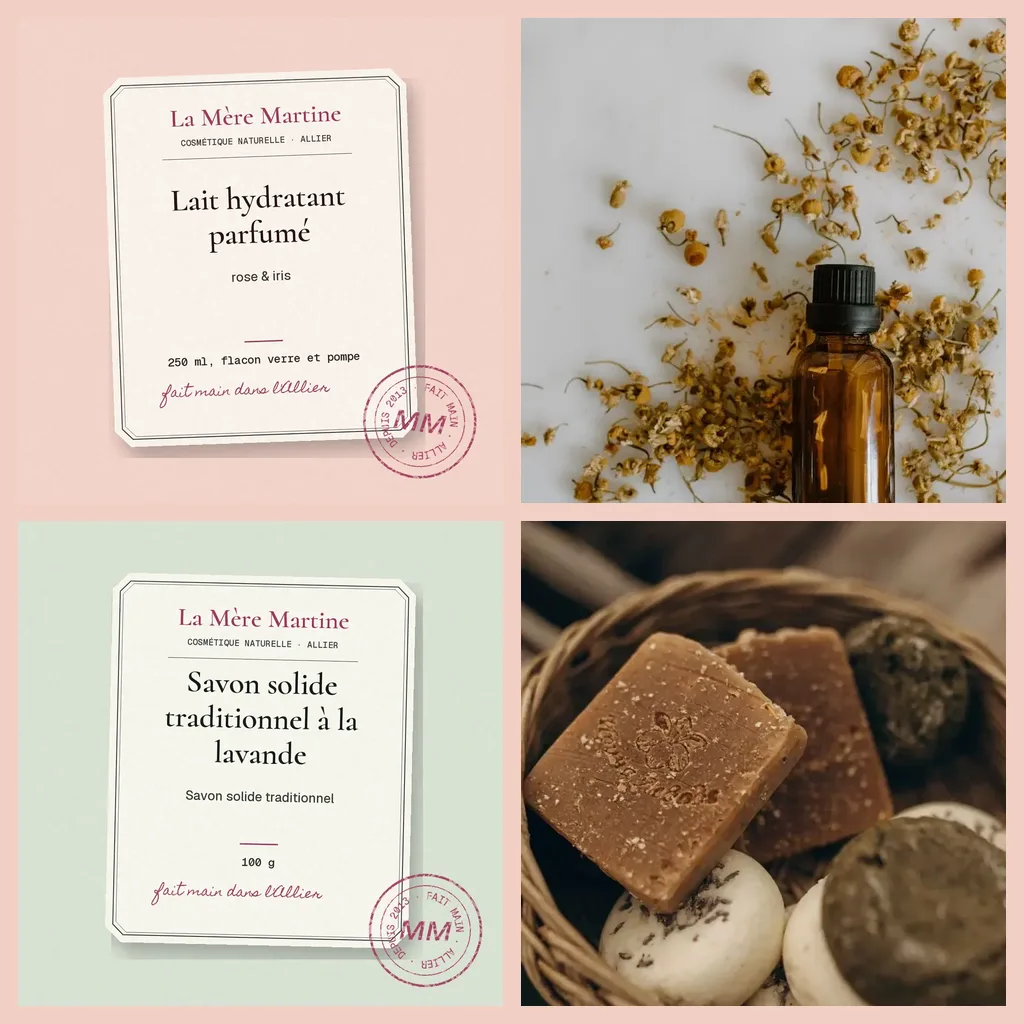 La Mère Martine
COSMÉTIQUE NATURELLE · ALLIER
Lait hydratant
parfumé
rose & iris
250 ml, flacon verre et pompe
fait main dans l'Allier
DEPUIS 2013 · FAIT MAIN · ALLIER ·
MM
La Mère Martine
COSMÉTIQUE NATURELLE · ALLIER
Savon solide
traditionnel à la
lavande
Savon solide traditionnel
100 g
fait main dans l'Allier
DEPUIS 2013 · FAIT MAIN · ALLIER ·
MM